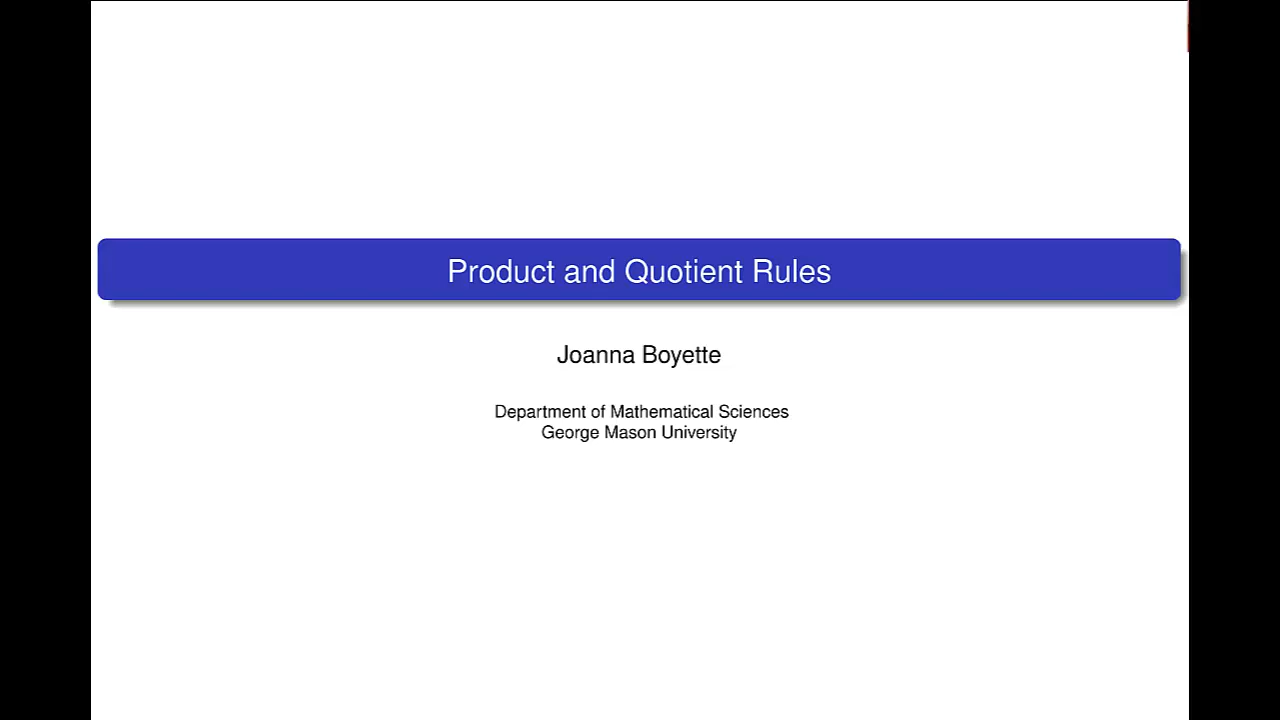 Product and Quotient Rules
Joanna Boyette
Department of Mathematical Sciences
George Mason University